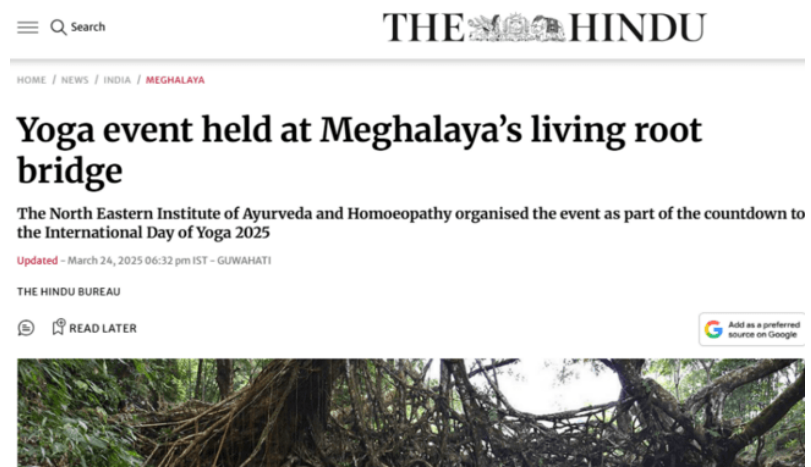 Search
THE HINDU
HOME / NEWS / INDIA / MEGHALAYA
Yoga event held at Meghalaya’s living root
bridge
The North Eastern Institute of Ayurveda and Homoeopathy organised the event as part of the countdown to
the International Day of Yoga 2025
Updated - March 24, 2025 06:32 pm IST - GUWAHATI
THE HINDU BUREAU
READ LATER
Add as a preferred
source on Google